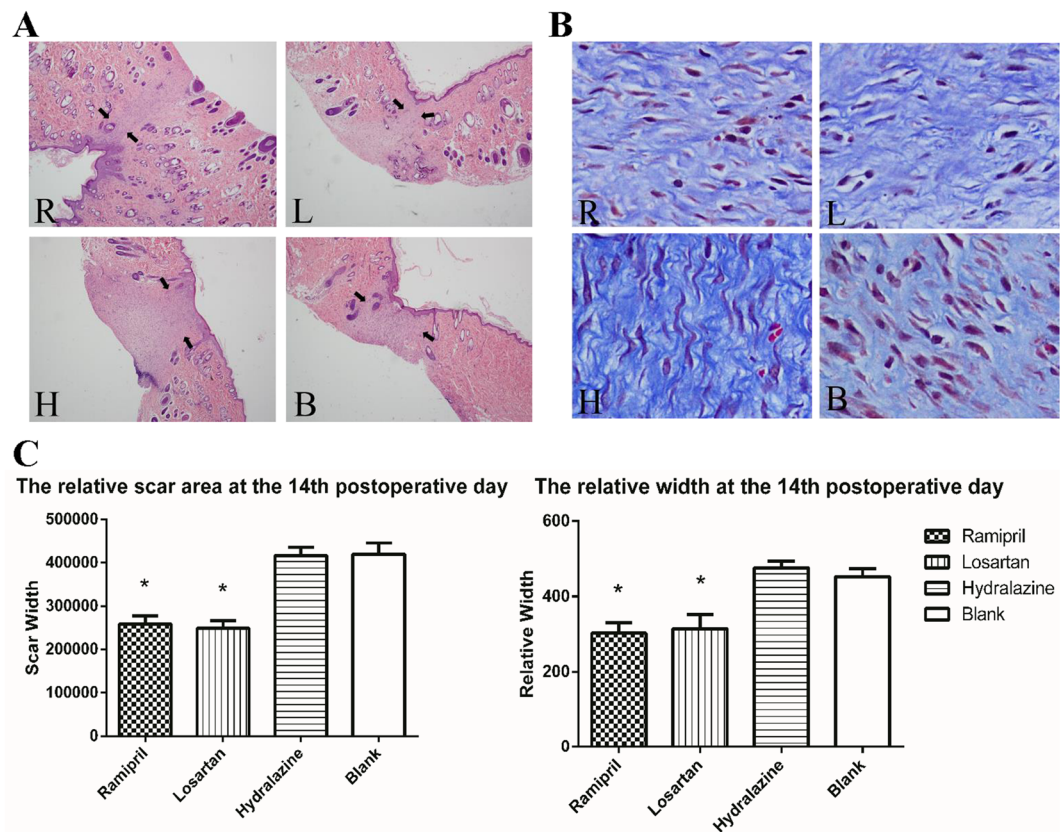 A
B
R
L
R
L
H
B
H
B
C
The relative scar area at the 14th postoperative day
Scar Width
500000
400000
300000
200000
100000
0
*
*
Ramipril
Losartan
Hydralazine
Blank
The relative width at the 14th postoperative day
Relative Width
600
400
200
0
*
*
Ramipril
Losartan
Hydralazine
Blank
Ramipril
Losartan
Hydralazine
Blank